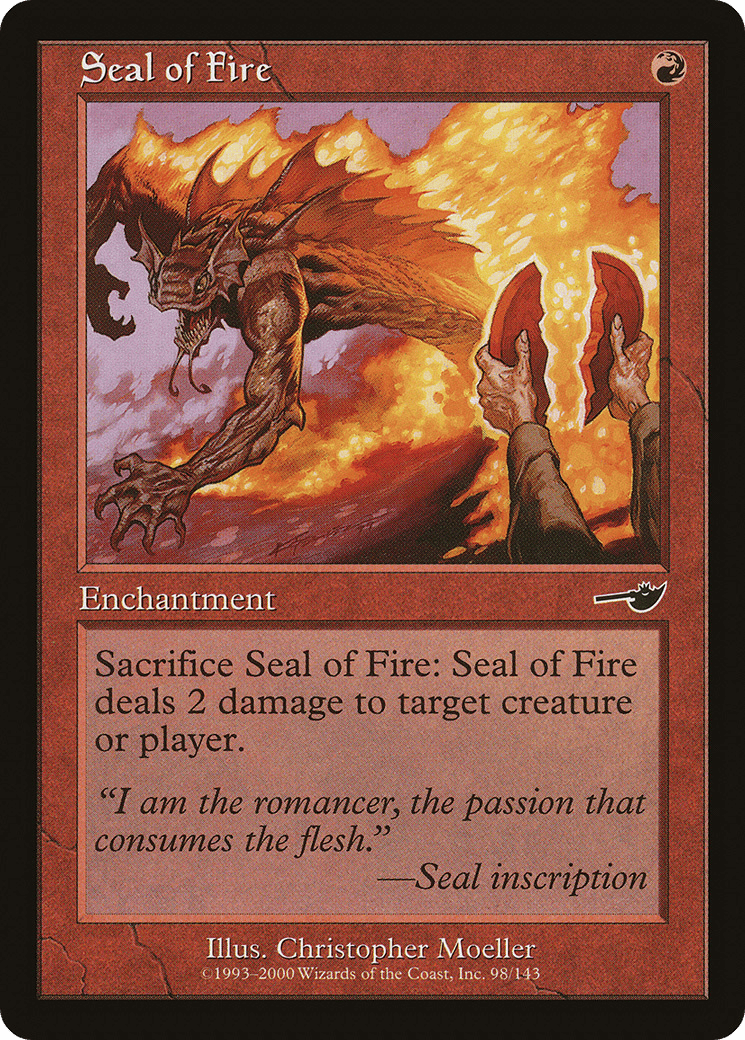 Seal of Fire
Enchantment
Sacrifice Seal of Fire: Seal of Fire
deals 2 damage to target creature
or player.
“I am the romancer, the passion that
consumes the flesh.”
—Seal inscription
Illus. Christopher Moeller
©1993–2000 Wizards of the Coast, Inc. 98/143